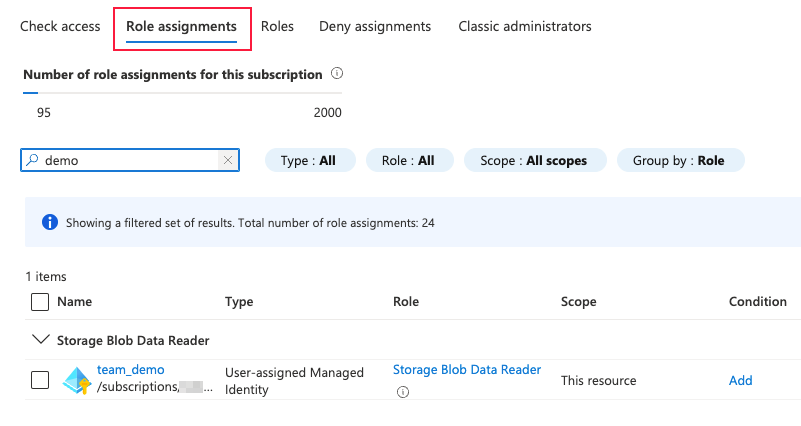 Check access Role assignments Roles Deny assignments Classic administrators
Number of role assignments for this subscription
95 2000
demo Type : All Role : All Scope : All scopes Group by : Role
Showing a filtered set of results. Total number of role assignments: 24
1 items
Name Type Role Scope Condition
Storage Blob Data Reader
team_demo User-assigned Managed Identity Storage Blob Data Reader This resource Add
/subscriptions/ ...